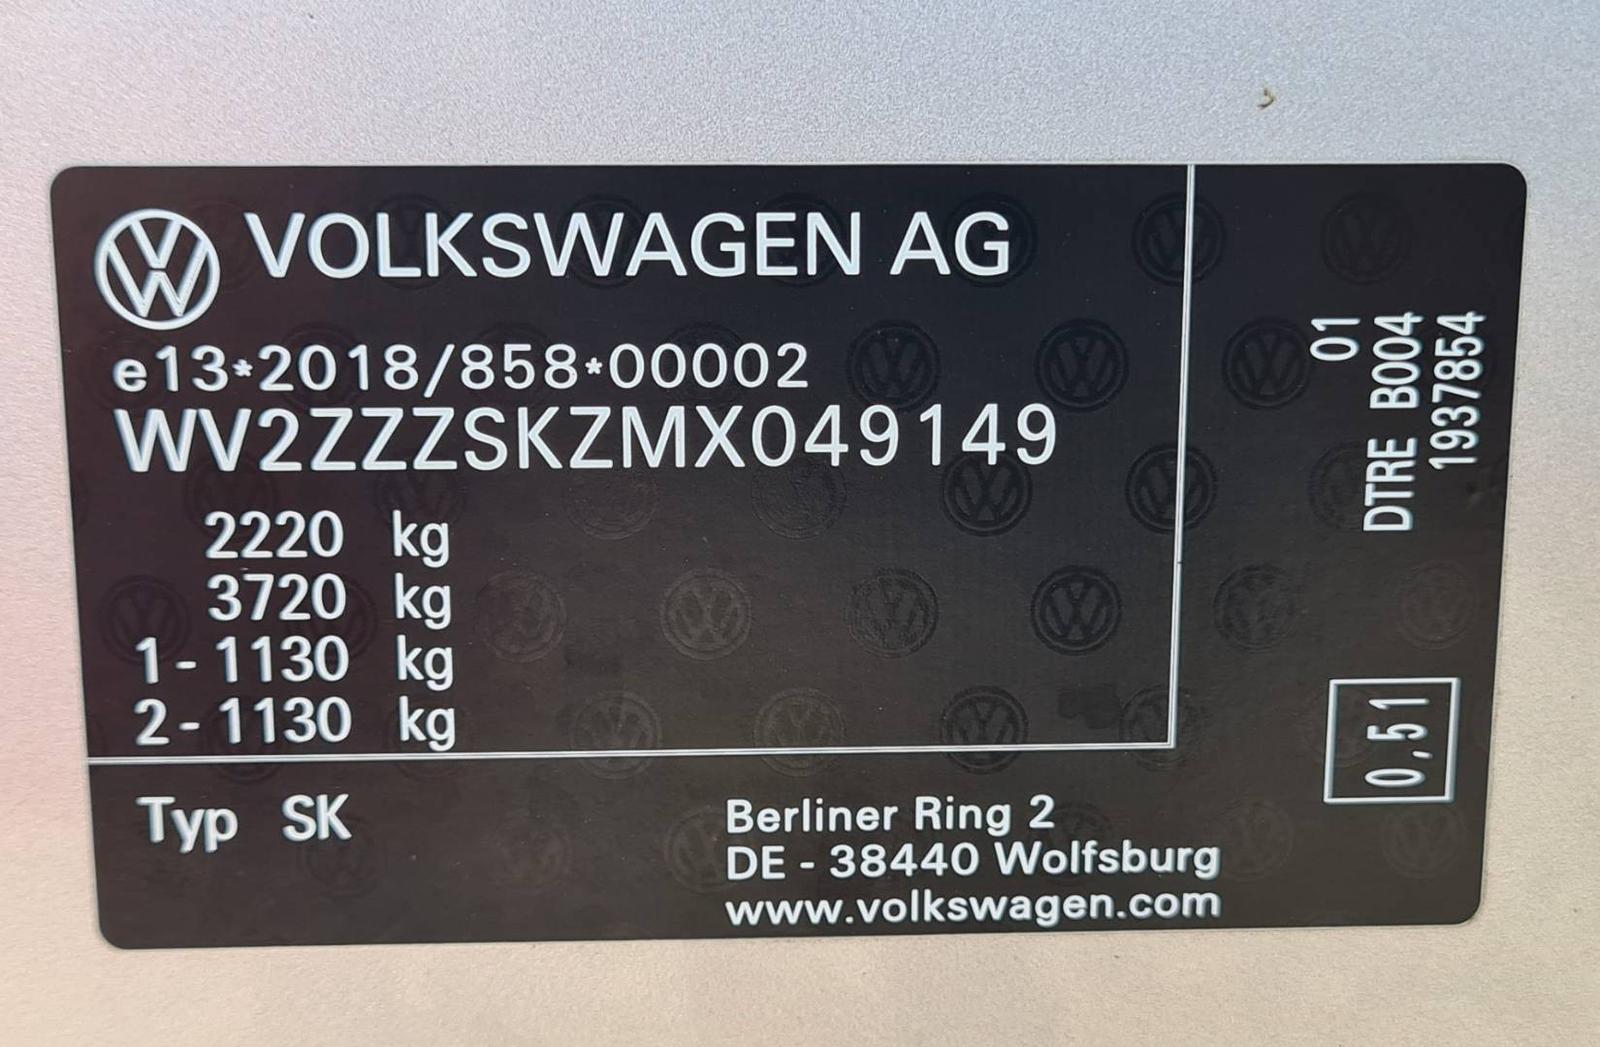 VOLKSWAGEN AG
e13*2018/858*00002
WV2ZZZSKZMX049149
2220 kg
3720 kg
1 - 1130 kg
2 - 1130 kg
Typ SK
Berliner Ring 2
DE - 38440 Wolfsburg
www.volkswagen.com
01
DTRE B004
1937854
0,51